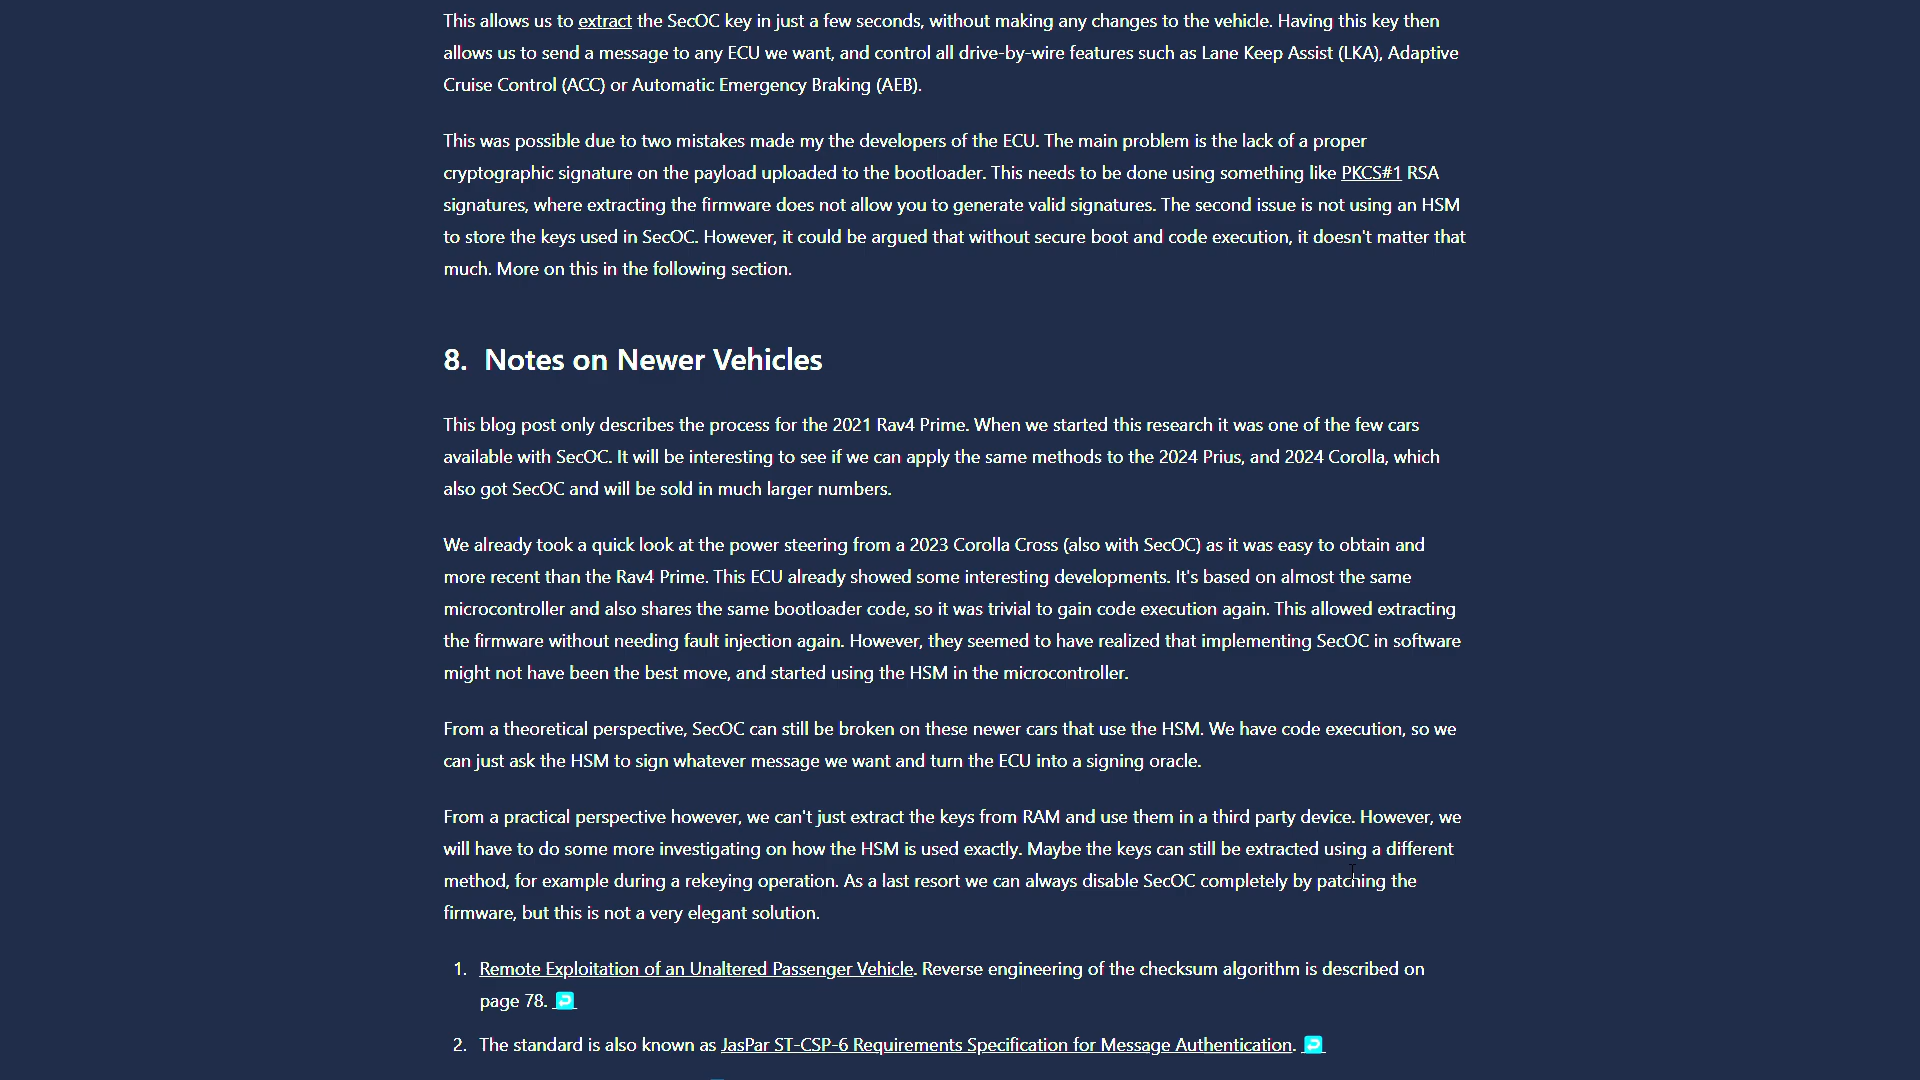 This allows us to extract the SecOC key in just a few seconds, without making any changes to the vehicle. Having this key then
allows us to send a message to any ECU we want, and control all drive-by-wire features such as Lane Keep Assist (LKA), Adaptive
Cruise Control (ACC) or Automatic Emergency Braking (AEB).
This was possible due to two mistakes made my the developers of the ECU. The main problem is the lack of a proper
cryptographic signature on the payload uploaded to the bootloader. This needs to be done using something like PKCS#1 RSA
signatures, where extracting the firmware does not allow you to generate valid signatures. The second issue is not using an HSM
to store the keys used in SecOC. However, it could be argued that without secure boot and code execution, it doesn't matter that
much. More on this in the following section.
8. Notes on Newer Vehicles
This blog post only describes the process for the 2021 Rav4 Prime. When we started this research it was one of the few cars
available with SecOC. It will be interesting to see if we can apply the same methods to the 2024 Prius, and 2024 Corolla, which
also got SecOC and will be sold in much larger numbers.
We already took a quick look at the power steering from a 2023 Corolla Cross (also with SecOC) as it was easy to obtain and
more recent than the Rav4 Prime. This ECU already showed some interesting developments. It's based on almost the same
microcontroller and also shares the same bootloader code, so it was trivial to gain code execution again. This allowed extracting
the firmware without needing fault injection again. However, they seemed to have realized that implementing SecOC in software
might not have been the best move, and started using the HSM in the microcontroller.
From a theoretical perspective, SecOC can still be broken on these newer cars that use the HSM. We have code execution, so we
can just ask the HSM to sign whatever message we want and turn the ECU into a signing oracle.
From a practical perspective however, we can't just extract the keys from RAM and use them in a third party device. However, we
will have to do some more investigating on how the HSM is used exactly. Maybe the keys can still be extracted using a different
method, for example during a rekeying operation. As a last resort we can always disable SecOC completely by patching the
firmware, but this is not a very elegant solution.
1. Remote Exploitation of an Unaltered Passenger Vehicle. Reverse engineering of the checksum algorithm is described on
page 78.
2. The standard is also known as JasPar ST-CSP-6 Requirements Specification for Message Authentication.